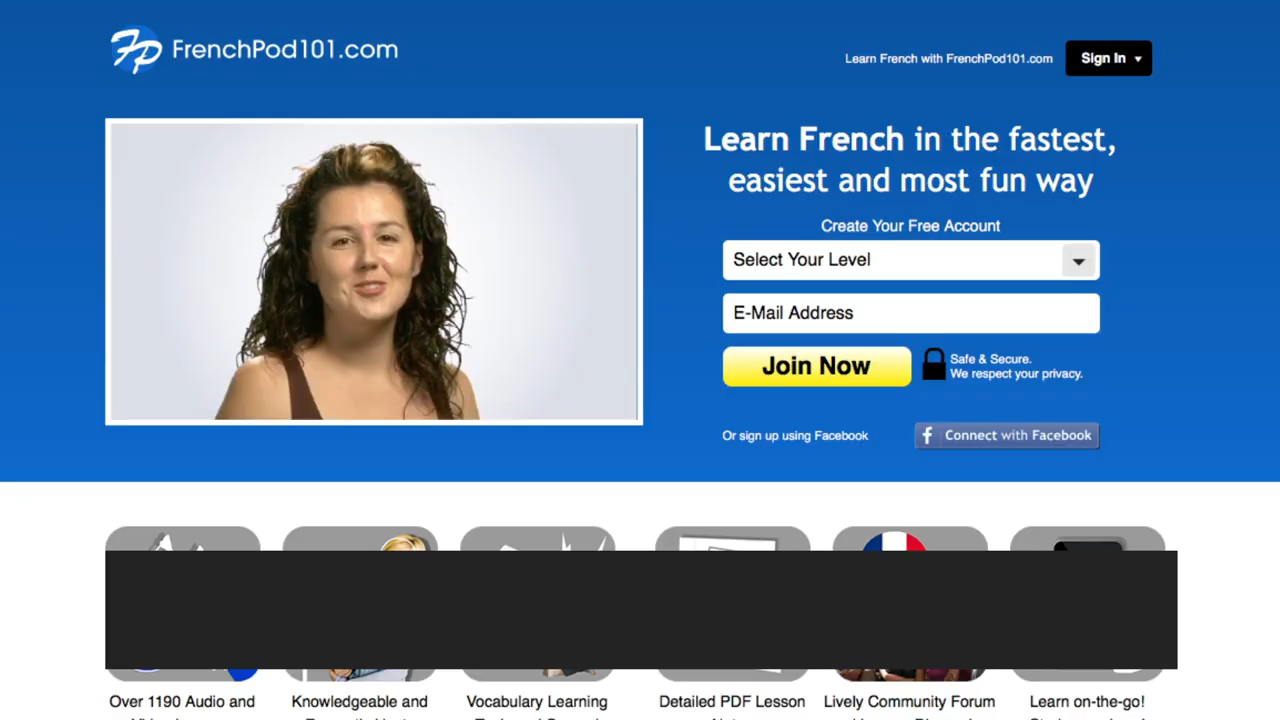 FP FrenchPod101.com
Learn French with FrenchPod101.com
Sign In
Learn French in the fastest,
easiest and most fun way
Create Your Free Account
Select Your Level
E-Mail Address
Join Now
Safe & Secure.
We respect your privacy.
Or sign up using Facebook
f Connect with Facebook
Over 1190 Audio and
Knowledgeable and
Vocabulary Learning
Detailed PDF Lesson
Lively Community Forum
Learn on-the-go!